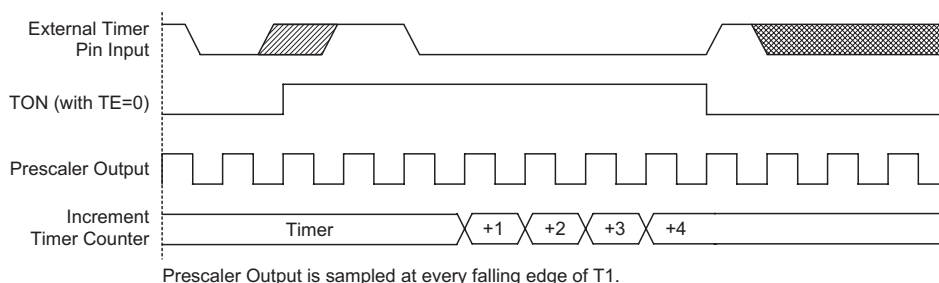 External Timer
Pin Input
TON (with TE=0)
Prescaler Output
Increment
Timer Counter
Timer
+1
+2
+3
+4
Prescaler Output is sampled at every falling edge of T1.